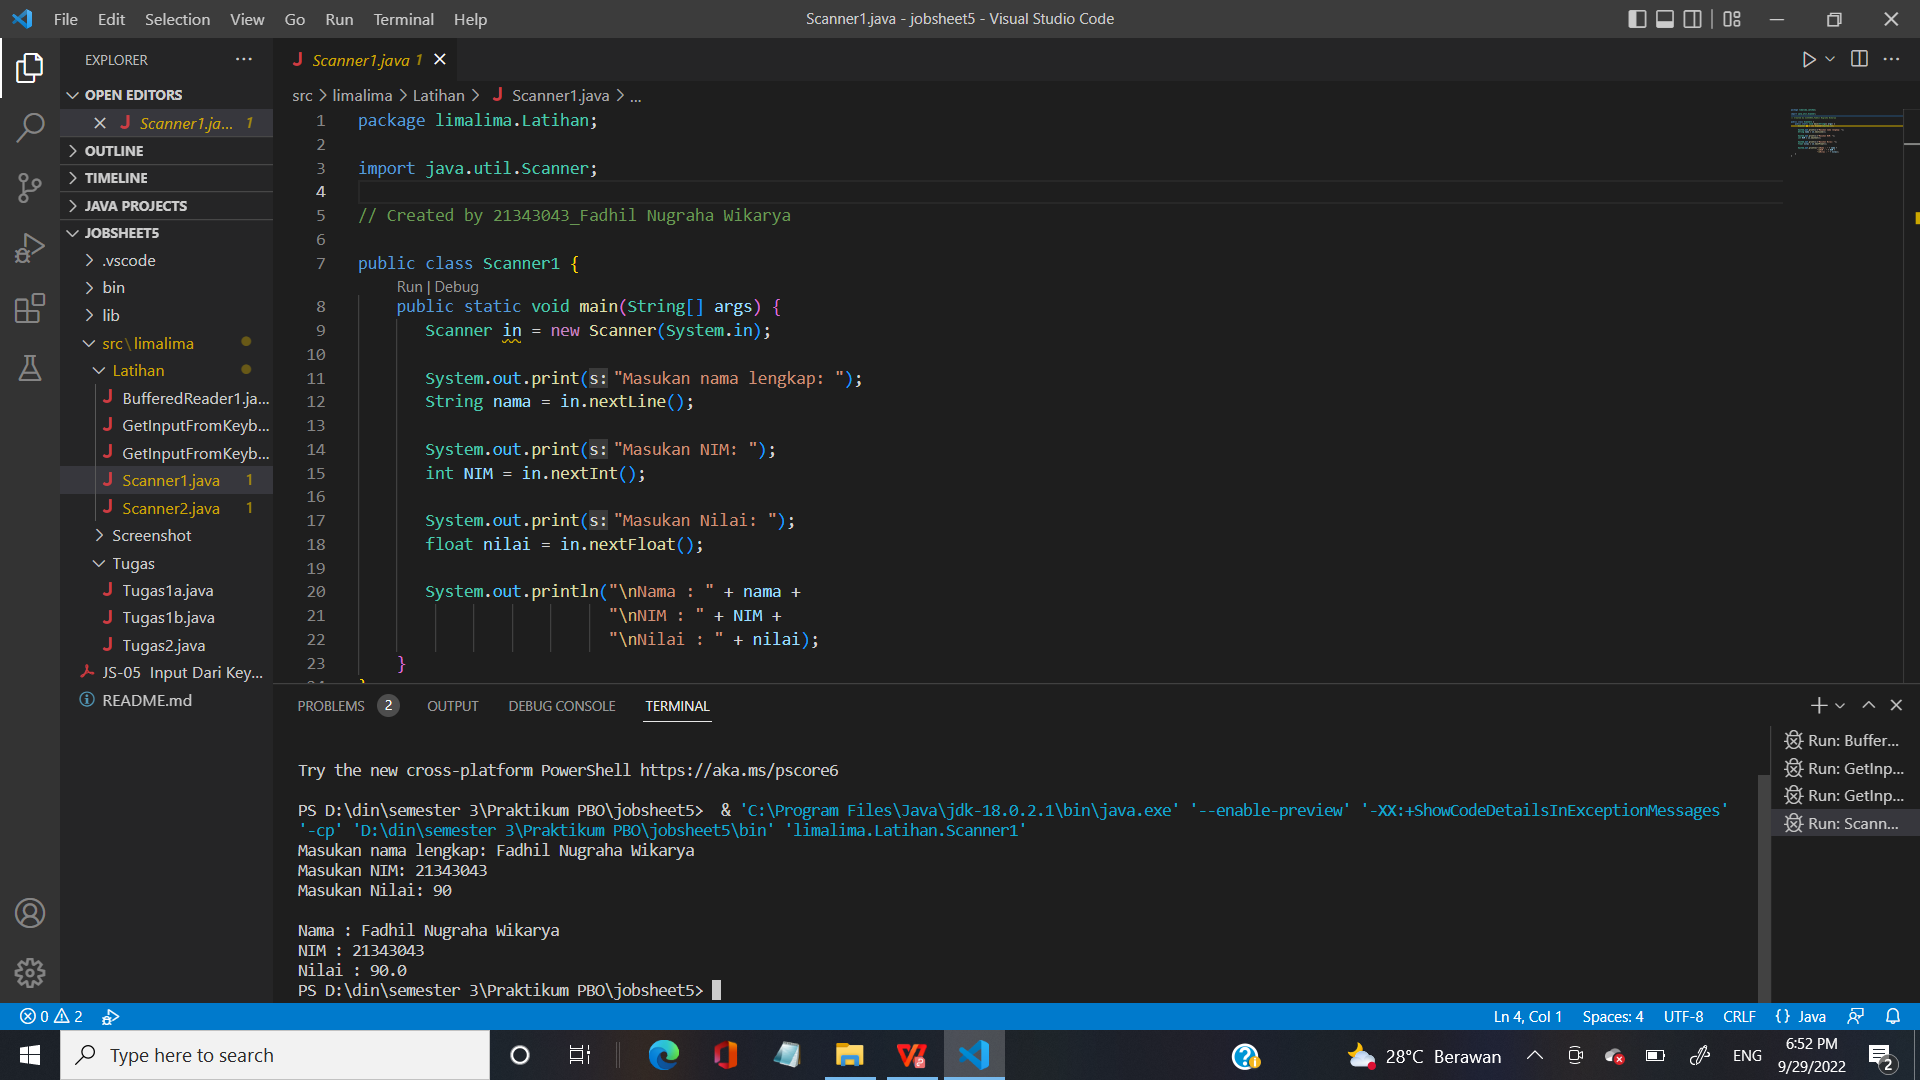 File Edit Selection View Go Run Terminal Help
Scanner1.java - jobsheet5 - Visual Studio Code
EXPLORER
OPEN EDITORS
Scanner1.ja... 1
OUTLINE
TIMELINE
JAVA PROJECTS
JOBSHEET5
.vscode
bin
lib
src\limalima
Latihan
BufferedReader1.ja...
GetInputFromKeyb...
GetInputFromKeyb...
Scanner1.java 1
Scanner2.java 1
Screenshot
Tugas
Tugas1a.java
Tugas1b.java
Tugas2.java
JS-05 Input Dari Key...
README.md
Scanner1.java 1
src > limalima > Latihan > Scanner1.java > ...
1 package limalima.Latihan;
2
3 import java.util.Scanner;
4
5 // Created by 21343043_Fadhil Nugraha Wikarya
6
7 public class Scanner1 {
Run | Debug
8 public static void main(String[] args) {
9 Scanner in = new Scanner(System.in);
10
11 System.out.print(s: "Masukan nama lengkap: ");
12 String nama = in.nextLine();
13
14 System.out.print(s: "Masukan NIM: ");
15 int NIM = in.nextInt();
16
17 System.out.print(s: "Masukan Nilai: ");
18 float nilai = in.nextFloat();
19
20 System.out.println("\nNama : " + nama +
21 "\nNIM : " + NIM +
22 "\nNilai : " + nilai);
23 }
PROBLEMS 2 OUTPUT DEBUG CONSOLE TERMINAL
Try the new cross-platform PowerShell https://aka.ms/pscore6
PS D:\din\semester 3\Praktikum PBO\jobsheet5> & 'C:\Program Files\Java\jdk-18.0.2.1\bin\java.exe' '--enable-preview' '-XX:+ShowCodeDetailsInExceptionMessages'
'-cp' 'D:\din\semester 3\Praktikum PBO\jobsheet5\bin' 'limalima.Latihan.Scanner1'
Masukan nama lengkap: Fadhil Nugraha Wikarya
Masukan NIM: 21343043
Masukan Nilai: 90
Nama : Fadhil Nugraha Wikarya
NIM : 21343043
Nilai : 90.0
PS D:\din\semester 3\Praktikum PBO\jobsheet5>
Run: Buffer...
Run: GetInp...
Run: GetInp...
Run: Scann...
0 2
Ln 4, Col 1 Spaces: 4 UTF-8 CRLF {} Java
Type here to search
28°C Berawan
ENG
6:52 PM
9/29/2022
2